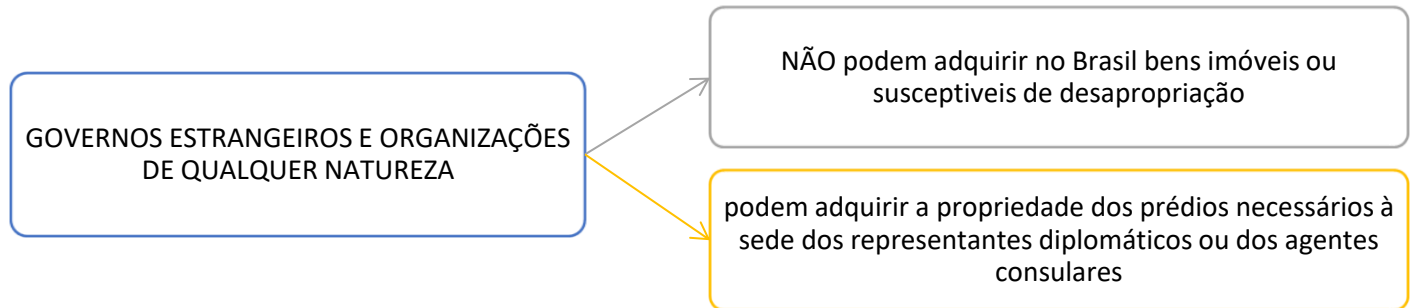 GOVERNOS ESTRANGEIROS E ORGANIZAÇÕES
DE QUALQUER NATUREZA
NÃO podem adquirir no Brasil bens imóveis ou
susceptiveis de desapropriação
podem adquirir a propriedade dos prédios necessários à
sede dos representantes diplomáticos ou dos agentes
consulares